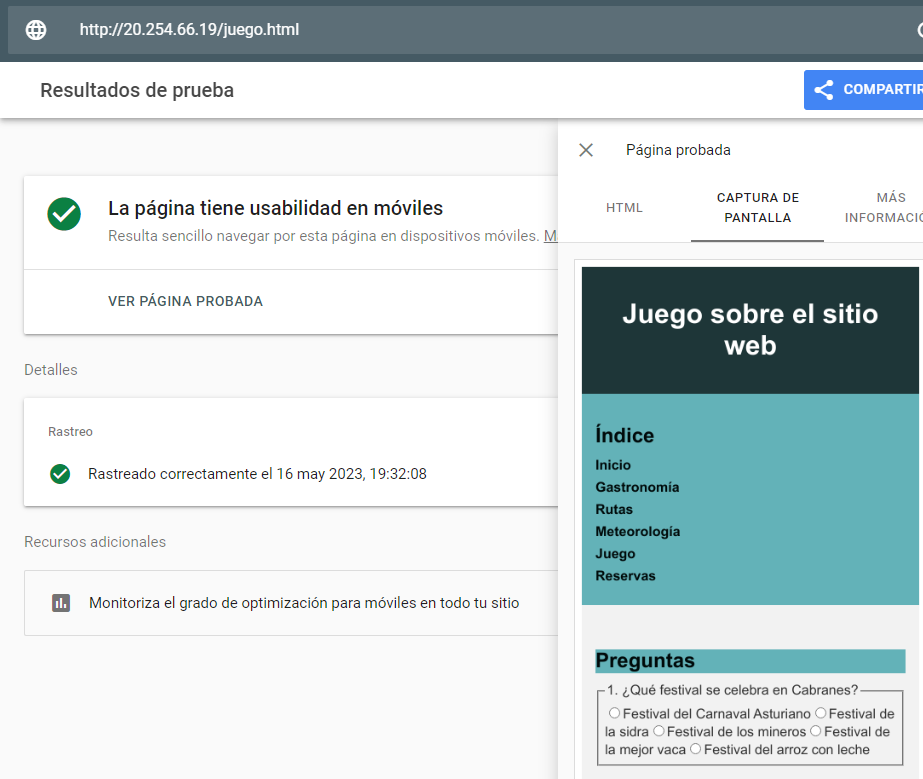 http://20.254.66.19/juego.html
Resultados de prueba
COMPARTIR
La página tiene usabilidad en móviles
Resulta sencillo navegar por esta página en dispositivos móviles.
VER PÁGINA PROBADA
Detalles
Rastreo
Rastreado correctamente el 16 may 2023, 19:32:08
Recursos adicionales
Monitoriza el grado de optimización para móviles en todo tu sitio
Página probada
HTML
CAPTURA DE
PANTALLA
MÁS
Juego sobre el sitio
web
Índice
Inicio
Gastronomía
Rutas
Meteorología
Juego
Reservas
Preguntas
1. ¿Qué festival se celebra en Cabranes?
Festival del Carnaval Asturiano Festival de
la sidra Festival de los mineros Festival de
la mejor vaca Festival del arroz con leche